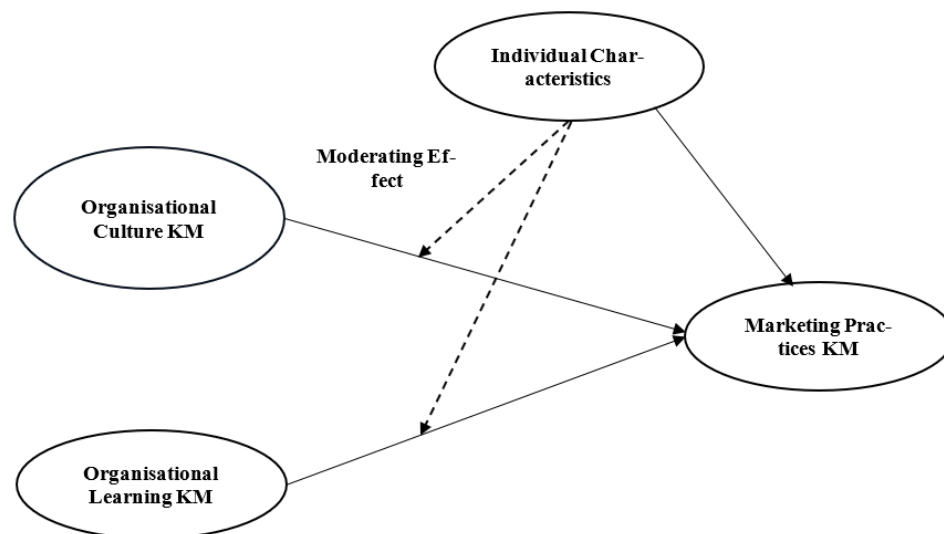 Individual Char-
acteristics
Moderating Ef-
fect
Organisational
Culture KM
Marketing Prac-
tices KM
Organisational
Learning KM